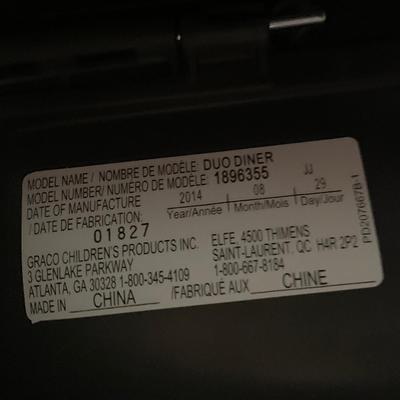 MODEL NAME / NOMBRE DE MODÈLE: DUO DINER
MODEL NUMBER/ NUMÉRO DE MODÈLE: 1896355
DATE OF MANUFACTURE 2014 08 29 JJ
/ DATE DE FABRICATION: Year/Année Month/Mois Day/Jour
01827
GRACO CHILDREN'S PRODUCTS INC.
3 GLENLAKE PARKWAY
ATLANTA, GA 30328 1-800-345-4109
ELFE, 4500 THIMENS
SAINT-LAURENT, QC H4R 2P2
1-800-667-8184
MADE IN CHINA /FABRIQUÉ AUX CHINE
PD207667B-1